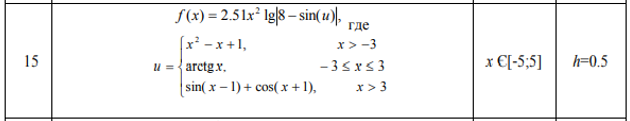 f(x) = 2.51x² lg|8 − sin(u)|, где
15
u = { x² − x + 1, x > −3
arctg x, −3 ≤ x ≤ 3
sin(x − 1) + cos(x + 1), x > 3
x Є[-5;5]
h=0.5